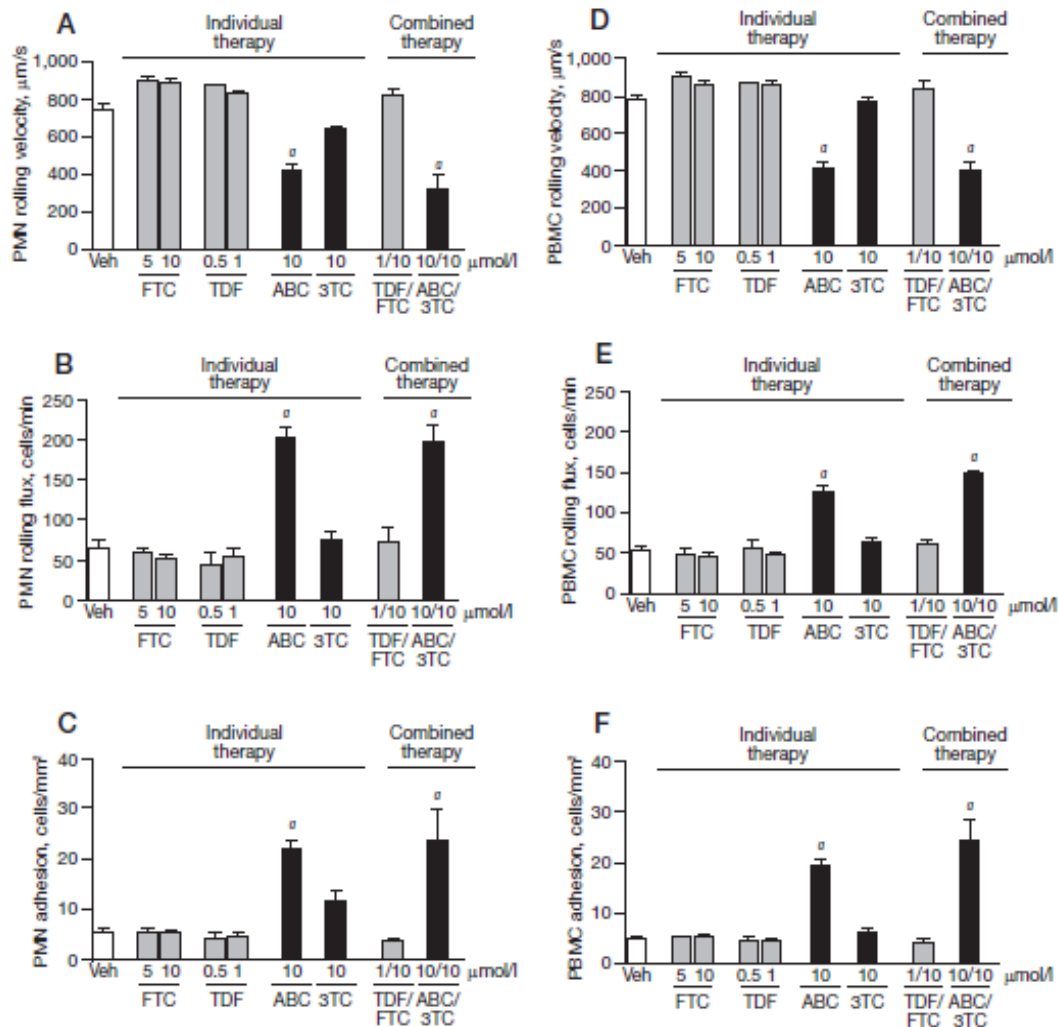 A
Individual
therapy
Combined
therapy
PMN rolling velocity, µm/s
1,000
800
600
400
200
0
Veh 5 10 0.5 1 10 10 1/10 10/10 µmol/l
FTC TDF ABC 3TC TDF/ ABC/
FTC 3TC
a
a
B
Individual
therapy
Combined
therapy
PMN rolling flux, cells/min
250
200
150
100
50
0
Veh 5 10 0.5 1 10 10 1/10 10/10 µmol/l
FTC TDF ABC 3TC TDF/ ABC/
FTC 3TC
a
a
C
Individual
therapy
Combined
therapy
PMN adhesion, cells/mm²
40
30
20
10
0
Veh 5 10 0.5 1 10 10 1/10 10/10 µmol/l
FTC TDF ABC 3TC TDF/ ABC/
FTC 3TC
a
a
D
Individual
therapy
Combined
therapy
PBMC rolling velocity, µm/s
1,000
800
600
400
200
0
Veh 5 10 0.5 1 10 10 1/10 10/10 µmol/l
FTC TDF ABC 3TC TDF/ ABC/
FTC 3TC
a
a
E
Individual
therapy
Combined
therapy
PBMC rolling flux, cells/min
250
200
150
100
50
0
Veh 5 10 0.5 1 10 10 1/10 10/10 µmol/l
FTC TDF ABC 3TC TDF/ ABC/
FTC 3TC
a
a
F
Individual
therapy
Combined
therapy
PBMC adhesion, cells/mm²
40
30
20
10
0
Veh 5 10 0.5 1 10 10 1/10 10/10 µmol/l
FTC TDF ABC 3TC TDF/ ABC/
FTC 3TC
a
a